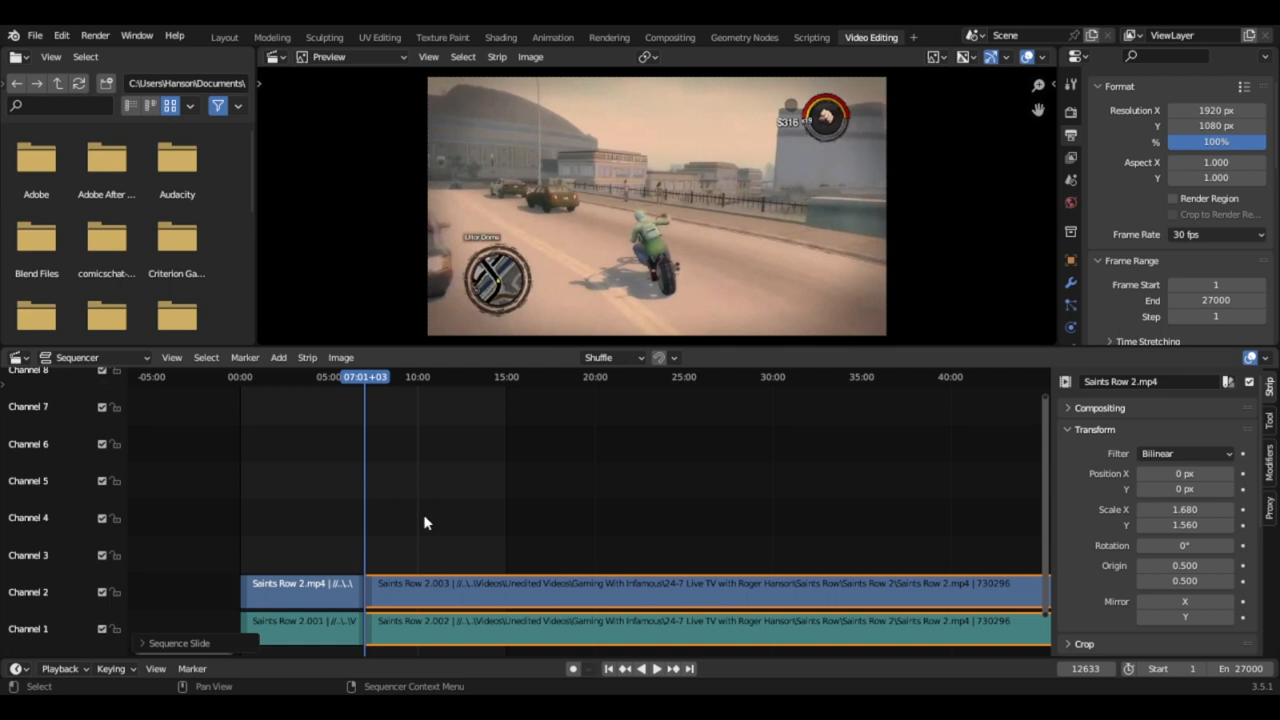 File Edit Render Window Help Layout Modeling Sculpting UV Editing Texture Paint Shading Animation Rendering Compositing Geometry Nodes Scripting Video Editing + Scene ViewLayer
View Select Preview View Select Strip Image
C:\Users\Hanson\Documents\
Adobe Adobe After ... Audacity
Blend Files comicschat-... Criterion Ga...
$316 x19
Ultor Dome
Format
Resolution X 1920 px
Y 1080 px
% 100%
Aspect X 1.000
Y 1.000
Render Region
Crop to Render Re...
Frame Rate 30 fps
Frame Range
Frame Start 1
End 27000
Step 1
Time Stretching
Sequencer View Select Marker Add Strip Image Shuffle
-05:00 00:00 05:00 07:01+03 10:00 15:00 20:00 25:00 30:00 35:00 40:00
Channel 8
Channel 7
Channel 6
Channel 5
Channel 4
Channel 3
Channel 2
Channel 1
Saints Row 2.mp4 | //..\..\ Saints Row 2.003 | //..\..\Videos\Unedited Videos\Gaming With Infamous\24-7 Live TV with Roger Hanson\Saints Row\Saints Row 2\Saints Row 2.mp4 | 730296
Saints Row 2.001 | //..\..\V Saints Row 2.002 | //..\..\Videos\Unedited Videos\Gaming With Infamous\24-7 Live TV with Roger Hanson\Saints Row\Saints Row 2\Saints Row 2.mp4 | 730296
Sequence Slide
Saints Row 2.mp4
Compositing
Transform
Filter Bilinear
Position X 0 px
Y 0 px
Scale X 1.680
Y 1.560
Rotation 0°
Origin 0.500
0.500
Mirror X
Y
Crop
Strip
Tool
Modifiers
Proxy
Playback Keying View Marker 12633 Start 1 En 27000
Select Pan View Sequencer Context Menu 3.5.1